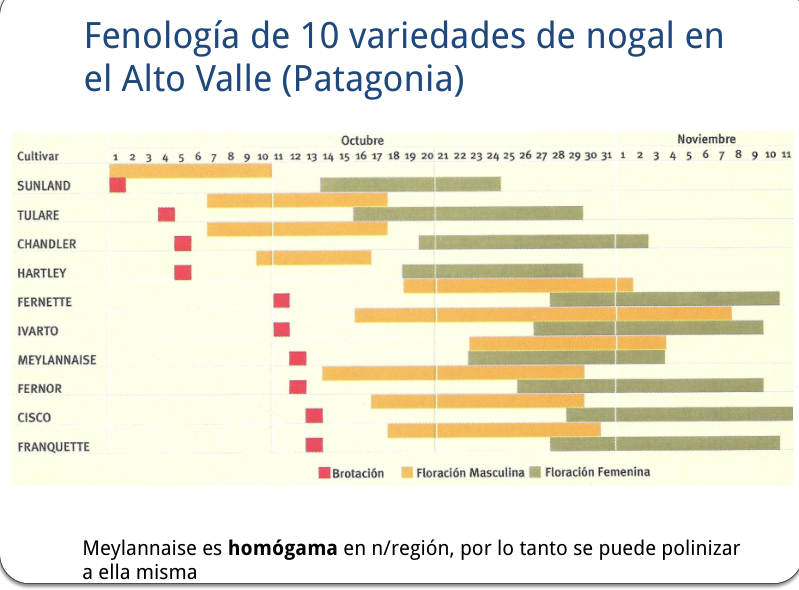 Fenología de 10 variedades de nogal en
el Alto Valle (Patagonia)
Octubre Noviembre
Cultivar 1 2 3 4 5 6 7 8 9 10 11 12 13 14 15 16 17 18 19 20 21 22 23 24 25 26 27 28 29 30 31 1 2 3 4 5 6 7 8 9 10 11
SUNLAND
TULARE
CHANDLER
HARTLEY
FERNETTE
IVARTO
MEYLANNAISE
FERNOR
CISCO
FRANQUETTE
Brotación Floración Masculina Floración Femenina
Meylannaise es homógama en n/región, por lo tanto se puede polinizar
a ella misma